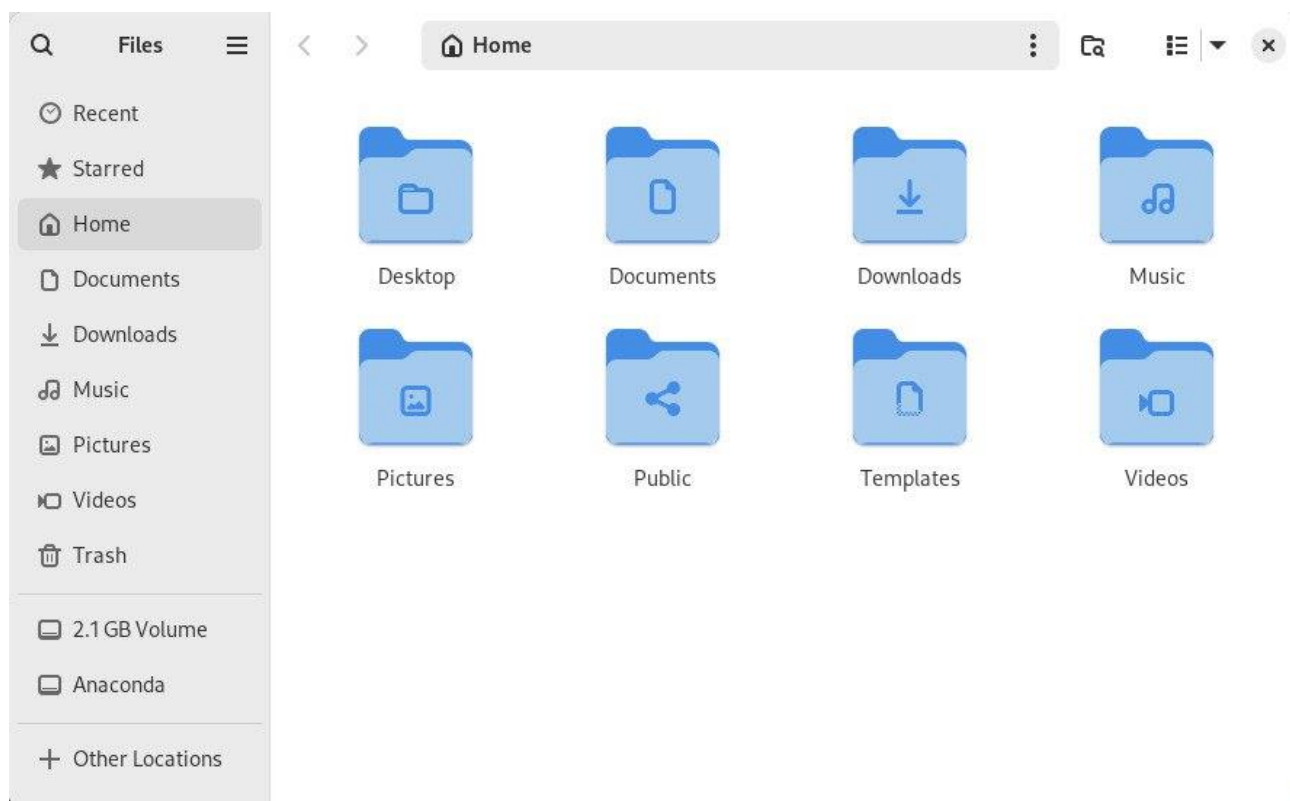 Files
Home
Recent
Starred
Home
Documents
Downloads
Music
Pictures
Videos
Trash
2.1 GB Volume
Anaconda
Other Locations
Desktop
Documents
Downloads
Music
Pictures
Public
Templates
Videos